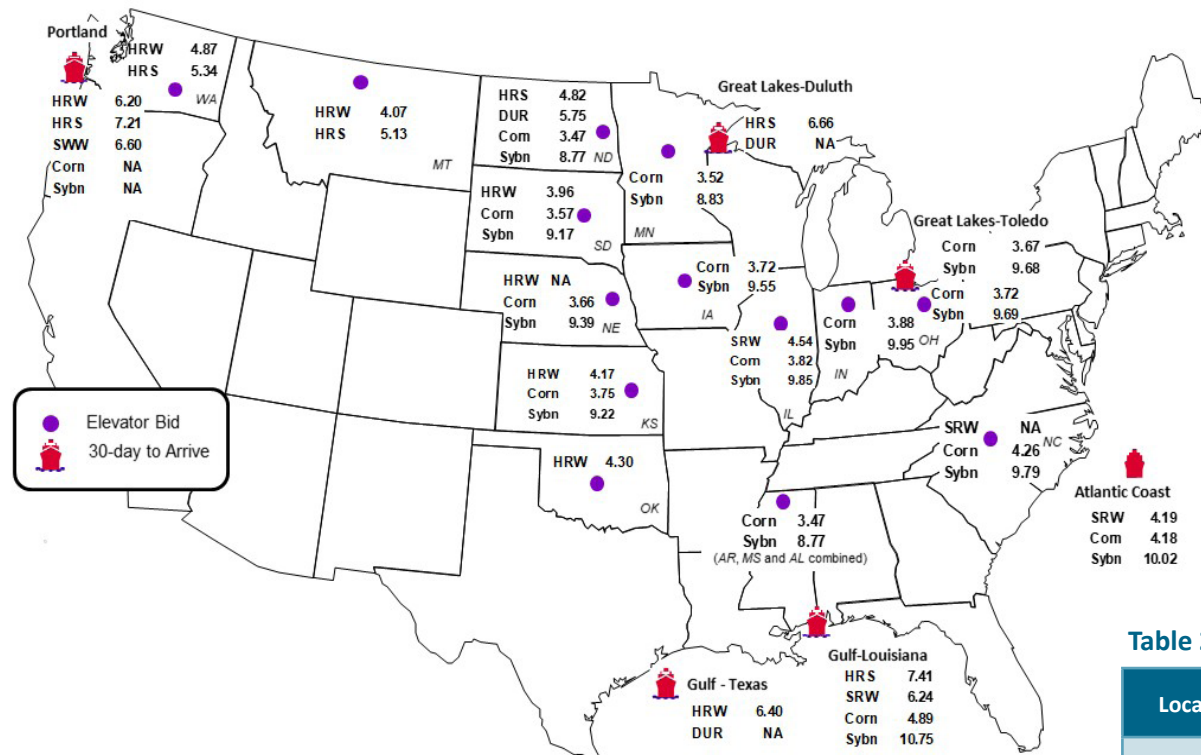 Portland
HRW 4.87
HRS 5.34
WA
HRW 6.20
HRS 7.21
SWW 6.60
Corn NA
Sybn NA
HRW 4.07
HRS 5.13
MT
HRS 4.82
DUR 5.75
Corn 3.47
Sybn 8.77
ND
HRW 3.96
Corn 3.57
Sybn 9.17
SD
HRW NA
Corn 3.66
Sybn 9.39
NE
HRW 4.17
Corn 3.75
Sybn 9.22
KS
HRW 4.30
OK
Great Lakes-Duluth
HRS 6.66
DUR NA
Corn 3.52
Sybn 8.83
MN
Corn 3.72
Sybn 9.55
IA
SRW 4.54
Corn 3.82
Sybn 9.85
IL
Great Lakes-Toledo
Corn 3.67
Sybn 9.68
Corn 3.72
Sybn 9.69
OH
Corn 3.88
Sybn 9.95
IN
SRW NA
Corn 4.26
Sybn 9.79
NC
Atlantic Coast
SRW 4.19
Corn 4.18
Sybn 10.02
Corn 3.47
Sybn 8.77
(AR, MS and AL combined)
Gulf-Louisiana
HRS 7.41
SRW 6.24
Corn 4.89
Sybn 10.75
Gulf - Texas
HRW 6.40
DUR NA
Elevator Bid
30-day to Arrive
Table
Loca